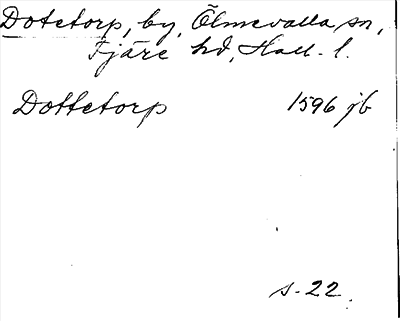 Dotetorp, by, Ölmevalla sn,
Fjäre hd, Hall. l.
Dottetorp 1596 jb
s. 22.